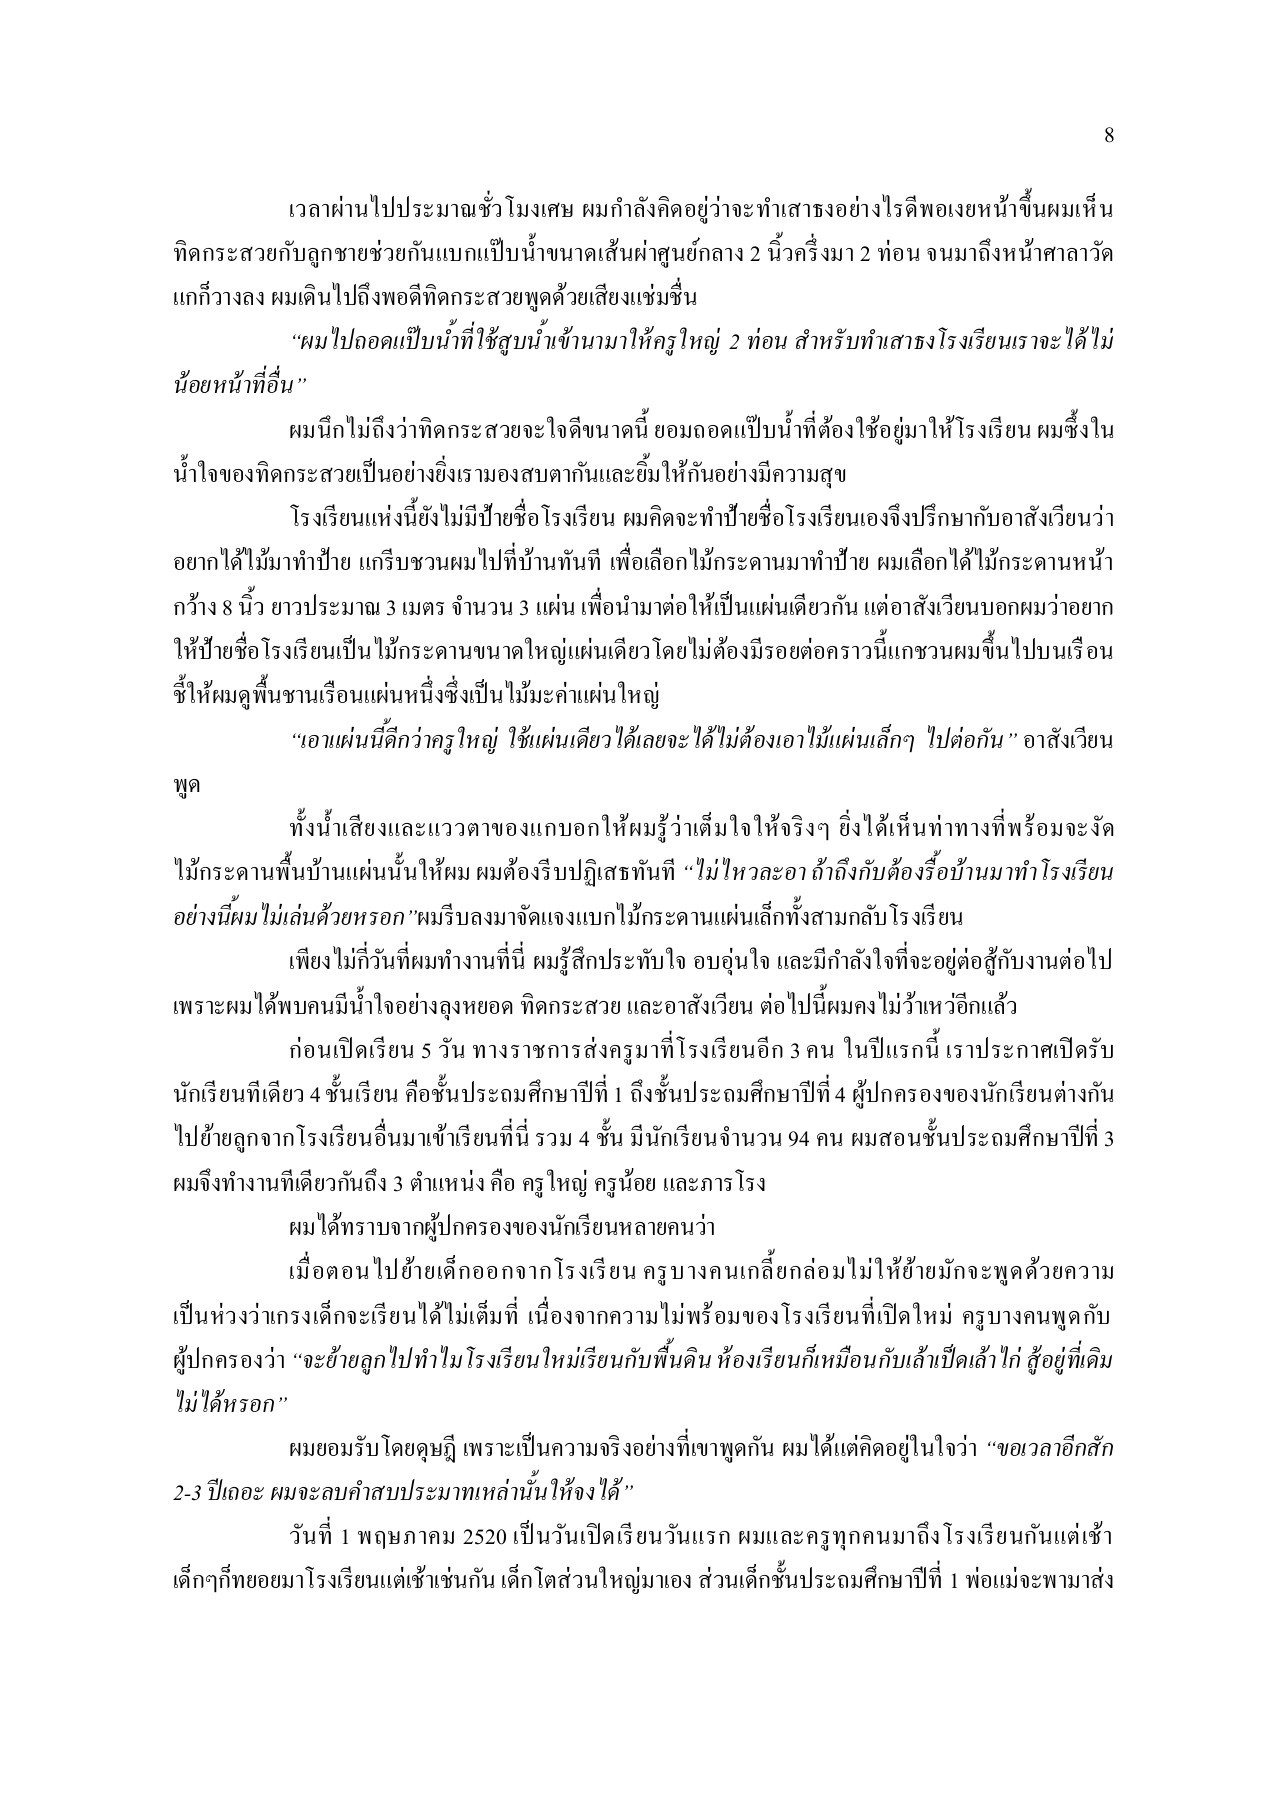 8
เวลาผ่านไปประมาณชั่วโมงเศษ ผมกำลังคิดอยู่ว่าจะทำเสาธงอย่างไรดีพอเงยหน้าขึ้นผมเห็น
ทิดกระสวยกับลูกชายช่วยกันแบกแป๊บน้ำขนาดเส้นผ่าศูนย์กลาง 2 นิ้วครึ่งมา 2 ท่อน จนมาถึงหน้าศาลาวัด
แกก็วางลง ผมเดินไปถึงพอดีทิดกระสวยพูดด้วยเสียงแช่มชื่น
“ผมไปถอดแป๊บน้ำที่ใช้สูบน้ำเข้านามาให้ครูใหญ่ 2 ท่อน สำหรับทำเสาธงโรงเรียนเราจะได้ไม่
น้อยหน้าที่อื่น”
ผมนึกไม่ถึงว่าทิดกระสวยจะใจดีขนาดนี้ ยอมถอดแป๊บน้ำที่ต้องใช้อยู่มาให้โรงเรียน ผมซึ้งใน
น้ำใจของทิดกระสวยเป็นอย่างยิ่งเรามองสบตากันและยิ้มให้กันอย่างมีความสุข
โรงเรียนแห่งนี้ยังไม่มีป้ายชื่อโรงเรียน ผมคิดจะทำป้ายชื่อโรงเรียนเองจึงปรึกษากับอาสังเวียนว่า
อยากได้ไม้มาทำป้าย แกรีบชวนผมไปที่บ้านทันที เพื่อเลือกไม้กระดานมาทำป้าย ผมเลือกได้ไม้กระดานหน้า
กว้าง 8 นิ้ว ยาวประมาณ 3 เมตร จำนวน 3 แผ่น เพื่อนำมาต่อให้เป็นแผ่นเดียวกัน แต่อาสังเวียนบอกผมว่าอยาก
ให้ป้ายชื่อโรงเรียนเป็นไม้กระดานขนาดใหญ่แผ่นเดียวโดยไม่ต้องมีรอยต่อคราวนี้แกชวนผมขึ้นไปบนเรือน
ชี้ให้ผมดูพื้นชานเรือนแผ่นหนึ่งซึ่งเป็นไม้มะค่าแผ่นใหญ่
“เอาแผ่นนี้ดีกว่าครูใหญ่ ใช้แผ่นเดียวได้เลยจะได้ไม่ต้องเอาไม้แผ่นเล็กๆ ไปต่อกัน” อาสังเวียน
พูด
ทั้งน้ำเสียงและแววตาของแกบอกให้ผมรู้ว่าเต็มใจให้จริงๆ ยิ่งได้เห็นท่าทางที่พร้อมจะงัด
ไม้กระดานพื้นบ้านแผ่นนั้นให้ผม ผมต้องรีบปฏิเสธทันที “ไม่ไหวละอา ถ้าถึงกับต้องรื้อบ้านมาทำโรงเรียน
อย่างนี้ผมไม่เล่นด้วยหรอก”ผมรีบลงมาจัดแจงแบกไม้กระดานแผ่นเล็กทั้งสามกลับโรงเรียน
เพียงไม่กี่วันที่ผมทำงานที่นี่ ผมรู้สึกประทับใจ อบอุ่นใจ และมีกำลังใจที่จะอยู่ต่อสู้กับงานต่อไป
เพราะผมได้พบคนมีน้ำใจอย่างลุงหยอด ทิดกระสวย และอาสังเวียน ต่อไปนี้ผมคงไม่ว้าเหว่อีกแล้ว
ก่อนเปิดเรียน 5 วัน ทางราชการส่งครูมาที่โรงเรียนอีก 3 คน ในปีแรกนี้ เราประกาศเปิดรับ
นักเรียนทีเดียว 4 ชั้นเรียน คือชั้นประถมศึกษาปีที่ 1 ถึงชั้นประถมศึกษาปีที่ 4 ผู้ปกครองของนักเรียนต่างกัน
ไปย้ายลูกจากโรงเรียนอื่นมาเข้าเรียนที่นี่ รวม 4 ชั้น มีนักเรียนจำนวน 94 คน ผมสอนชั้นประถมศึกษาปีที่ 3
ผมจึงทำงานทีเดียวกันถึง 3 ตำแหน่ง คือ ครูใหญ่ ครูน้อย และภารโรง
ผมได้ทราบจากผู้ปกครองของนักเรียนหลายคนว่า
เมื่อตอนไปย้ายเด็กออกจากโรงเรียน ครูบางคนเกลี้ยกล่อมไม่ให้ย้ายมักจะพูดด้วยความ
เป็นห่วงว่าเกรงเด็กจะเรียนได้ไม่เต็มที่ เนื่องจากความไม่พร้อมของโรงเรียนที่เปิดใหม่ ครูบางคนพูดกับ
ผู้ปกครองว่า “จะย้ายลูกไปทำไมโรงเรียนใหม่เรียนกับพื้นดิน ห้องเรียนก็เหมือนกับเล้าเป็ดเล้าไก่ สู้อยู่ที่เดิม
ไม่ได้หรอก”
ผมยอมรับโดยดุษฎี เพราะเป็นความจริงอย่างที่เขาพูดกัน ผมได้แต่คิดอยู่ในใจว่า “ขอเวลาอีกสัก
2-3 ปีเถอะ ผมจะลบคำสบประมาทเหล่านั้นให้จงได้”
วันที่ 1 พฤษภาคม 2520 เป็นวันเปิดเรียนวันแรก ผมและครูทุกคนมาถึงโรงเรียนกันแต่เช้า
เด็กๆก็ทยอยมาโรงเรียนแต่เช้าเช่นกัน เด็กโตส่วนใหญ่มาเอง ส่วนเด็กชั้นประถมศึกษาปีที่ 1 พ่อแม่จะพามาส่ง